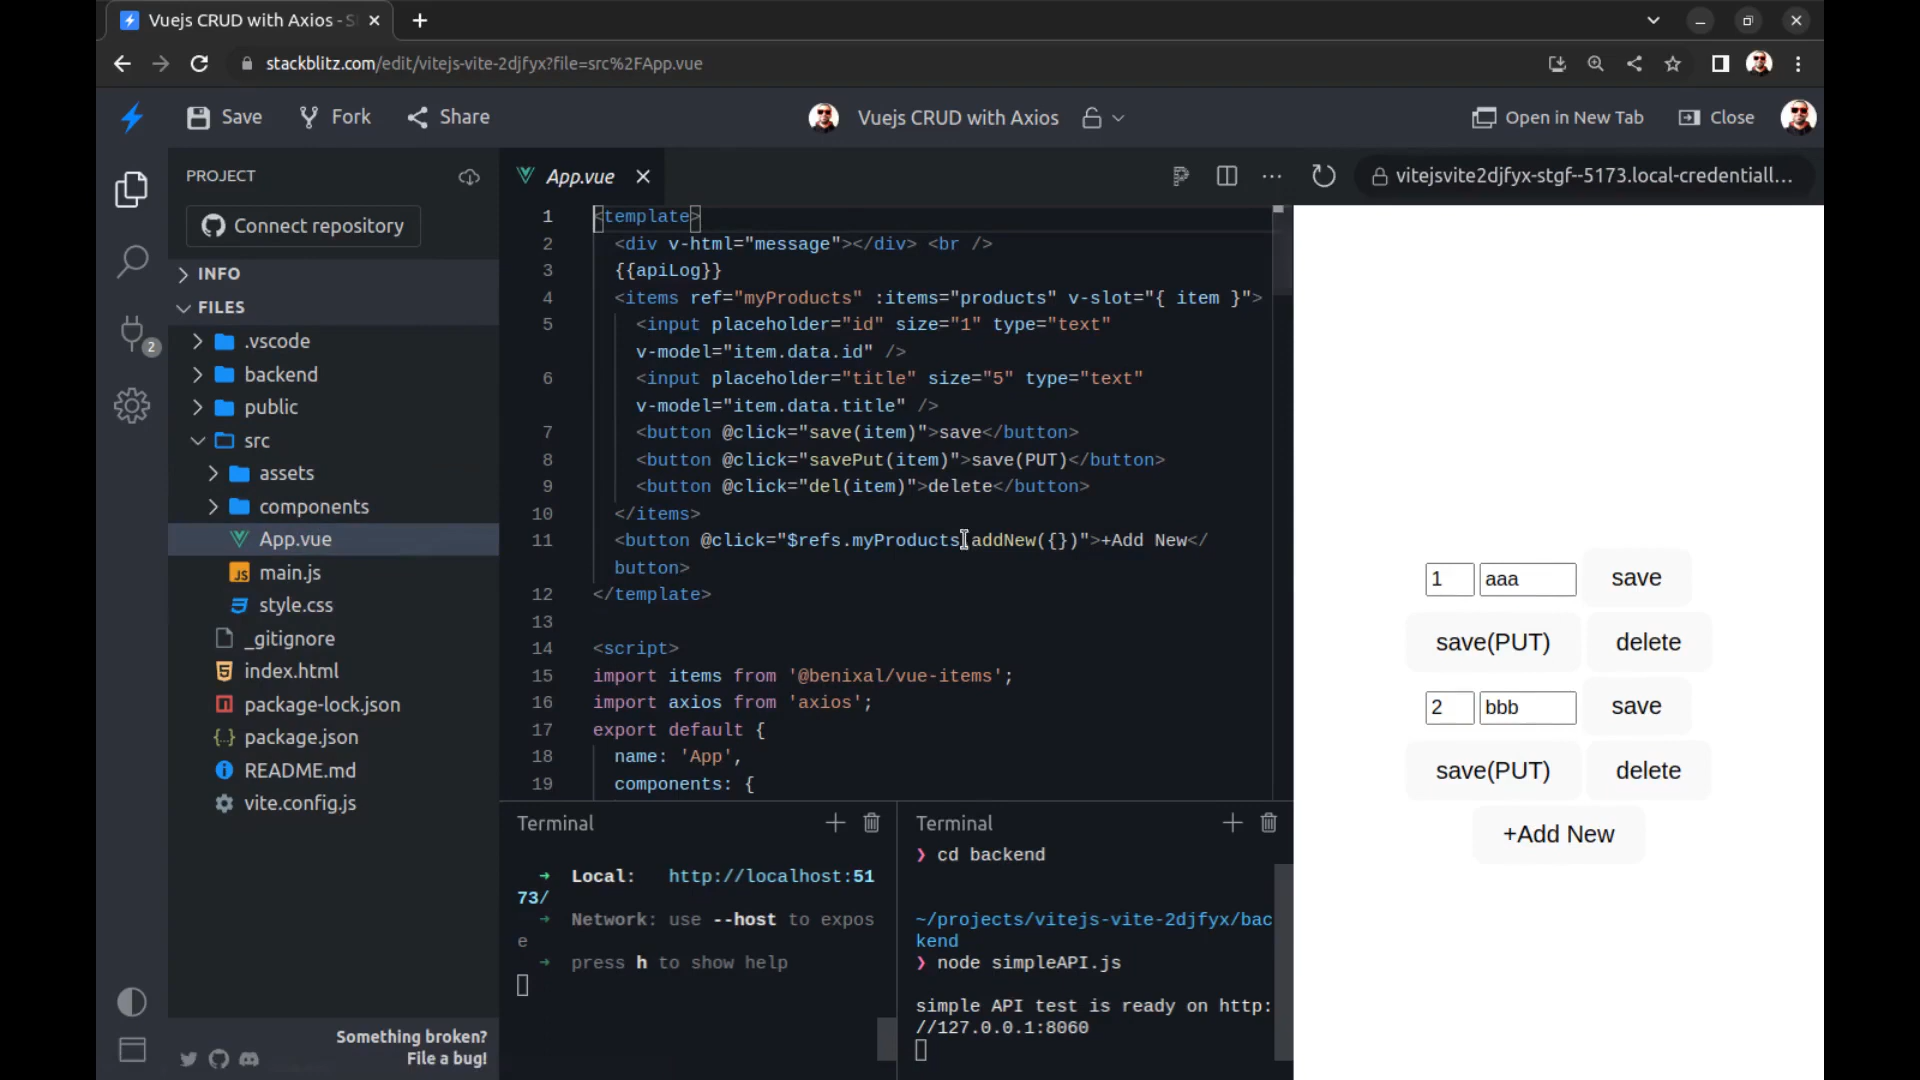 Vuejs CRUD with Axios - S
stackblitz.com/edit/vitejs-vite-2djfyx?file=src%2FApp.vue
Save
Fork
Share
Vuejs CRUD with Axios
Open in New Tab
Close
PROJECT
Connect repository
INFO
FILES
2
.vscode
backend
public
src
assets
components
App.vue
JS main.js
style.css
_gitignore
index.html
package-lock.json
{..} package.json
README.md
vite.config.js
Something broken?
File a bug!
App.vue
vitejsvite2djfyx-stgf--5173.local-credentiall...
1 <template>
2 <div v-html="message"></div> <br />
3 {{apiLog}}
4 <items ref="myProducts" :items="products" v-slot="{ item }">
5 <input placeholder="id" size="1" type="text"
v-model="item.data.id" />
6 <input placeholder="title" size="5" type="text"
v-model="item.data.title" />
7 <button @click="save(item)">save</button>
8 <button @click="savePut(item)">save(PUT)</button>
9 <button @click="del(item)">delete</button>
10 </items>
11 <button @click="$refs.myProducts.addNew({})">+Add New</
button>
12 </template>
13
14 <script>
15 import items from '@benixal/vue-items';
16 import axios from 'axios';
17 export default {
18 name: 'App',
19 components: {
Terminal
➜ Local: http://localhost:51
73/
➜ Network: use --host to expos
e
➜ press h to show help
Terminal
❯ cd backend
~/projects/vitejs-vite-2djfyx/bac
kend
❯ node simpleAPI.js
simple API test is ready on http:
//127.0.0.1:8060
1 aaa save
save(PUT) delete
2 bbb save
save(PUT) delete
+Add New